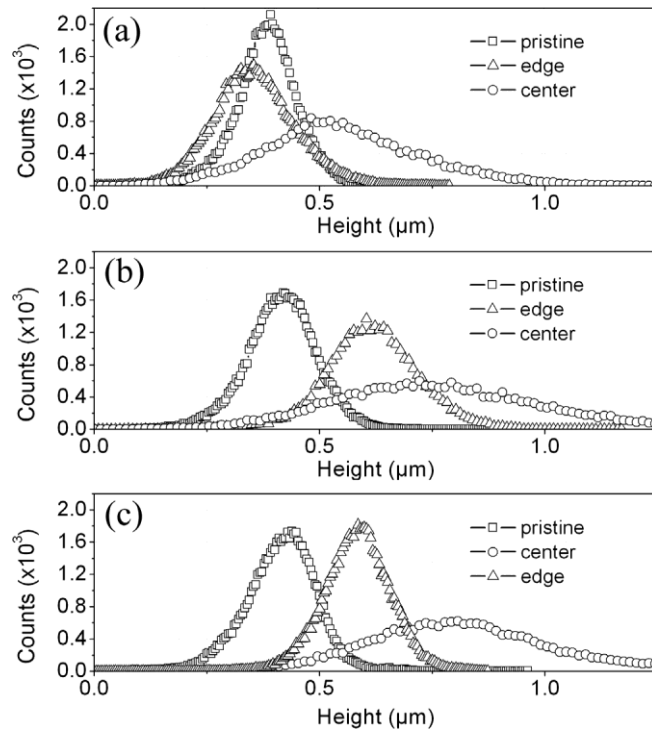 (a)
pristine
edge
center
Counts (x10³)
2.0
1.6
1.2
0.8
0.4
0.0
0.0 0.5 1.0
Height (µm)
(b)
pristine
edge
center
Counts (x10³)
2.0
1.6
1.2
0.8
0.4
0.0
0.0 0.5 1.0
Height (µm)
(c)
pristine
center
edge
Counts (x10³)
2.0
1.6
1.2
0.8
0.4
0.0
0.0 0.5 1.0
Height (µm)